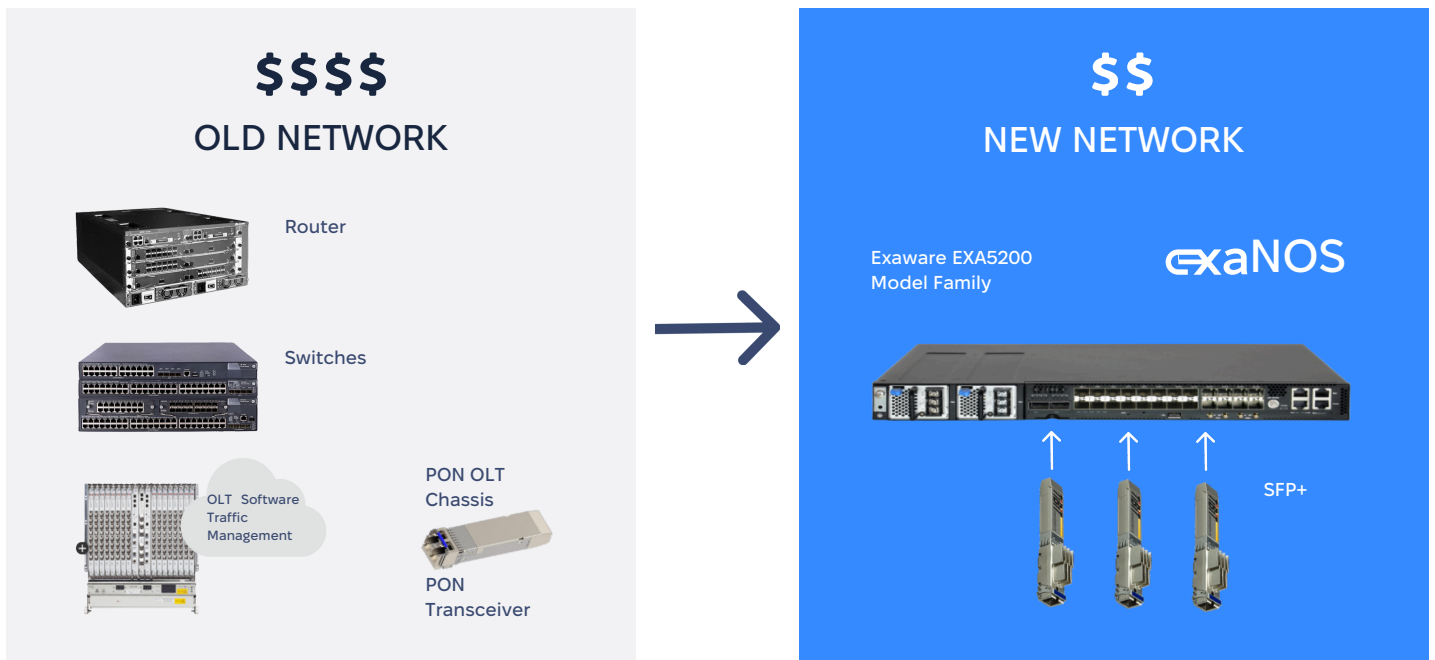 $$$$
OLD NETWORK
Router
Switches
OLT Software
Traffic
Management
PON OLT
Chassis
PON
Transceiver
$$
NEW NETWORK
Exaware EXA5200
Model Family
exaNOS
SFP+